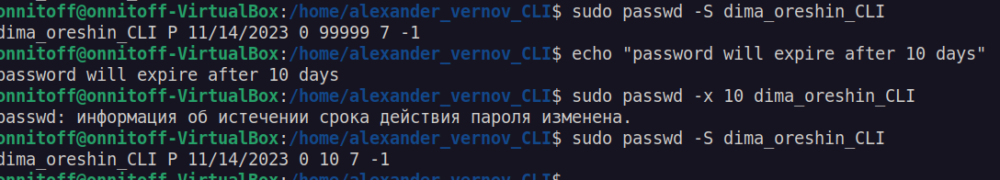 onnitoff@onnitoff-VirtualBox:/home/alexander_vernov_CLI$ sudo passwd -S dima_oreshin_CLI
dima_oreshin_CLI P 11/14/2023 0 99999 7 -1
onnitoff@onnitoff-VirtualBox:/home/alexander_vernov_CLI$ echo "password will expire after 10 days"
password will expire after 10 days
onnitoff@onnitoff-VirtualBox:/home/alexander_vernov_CLI$ sudo passwd -x 10 dima_oreshin_CLI
passwd: информация об истечении срока действия пароля изменена.
onnitoff@onnitoff-VirtualBox:/home/alexander_vernov_CLI$ sudo passwd -S dima_oreshin_CLI
dima_oreshin_CLI P 11/14/2023 0 10 7 -1
onnitoff@onnitoff-VirtualBox:/home/alexander_vernov_CLI$